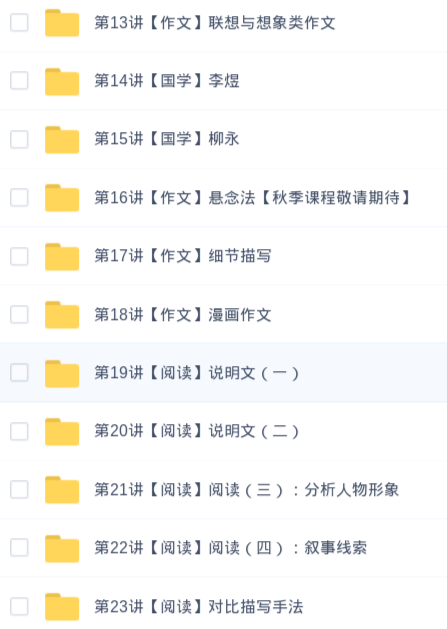 第13讲【作文】联想与想象类作文
第14讲【国学】李煜
第15讲【国学】柳永
第16讲【作文】悬念法【秋季课程敬请期待】
第17讲【作文】细节描写
第18讲【作文】漫画作文
第19讲【阅读】说明文（一）
第20讲【阅读】说明文（二）
第21讲【阅读】阅读（三）：分析人物形象
第22讲【阅读】阅读（四）：叙事线索
第23讲【阅读】对比描写手法